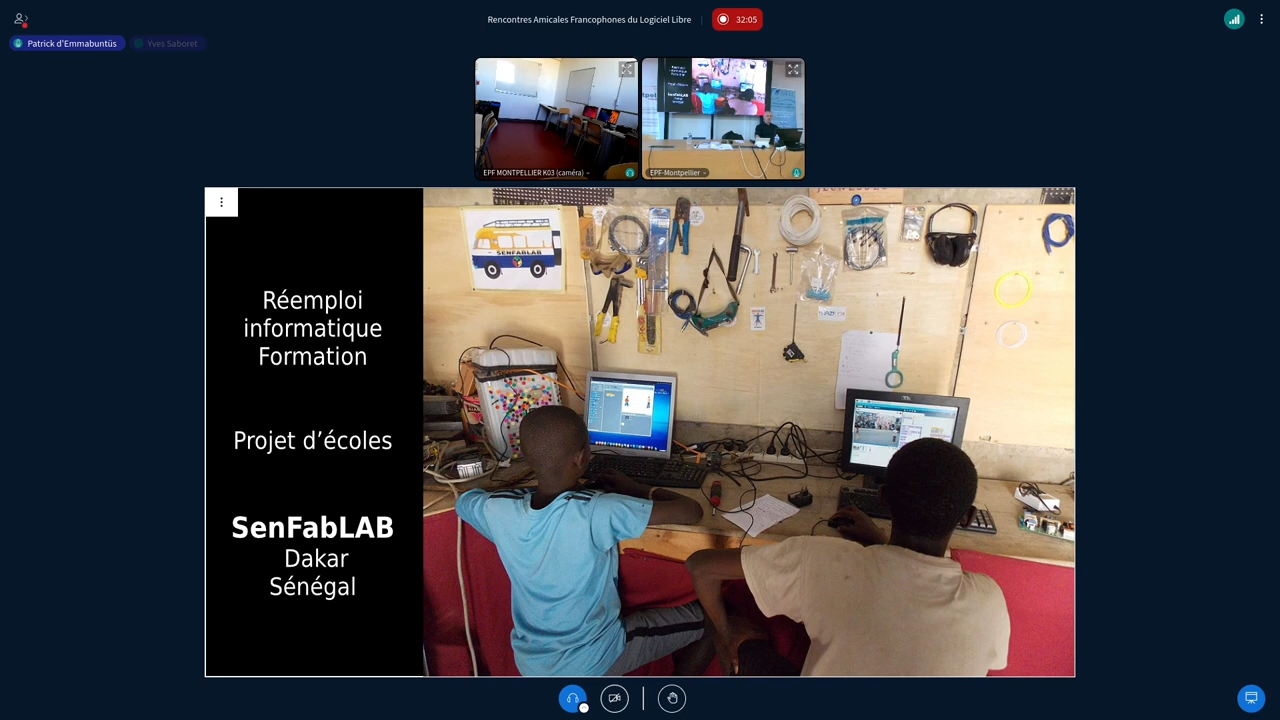 Rencontres Amicales Francophones du Logiciel Libre
32:05
Patrick d'Emmabuntüs
Yves Saboret
EPF MONTPELLIER K03 (caméra)
EPF-Montpellier
Réemploi
informatique
Formation
Projet d'écoles
SenFabLAB
Dakar
Sénégal
SENFABLAB